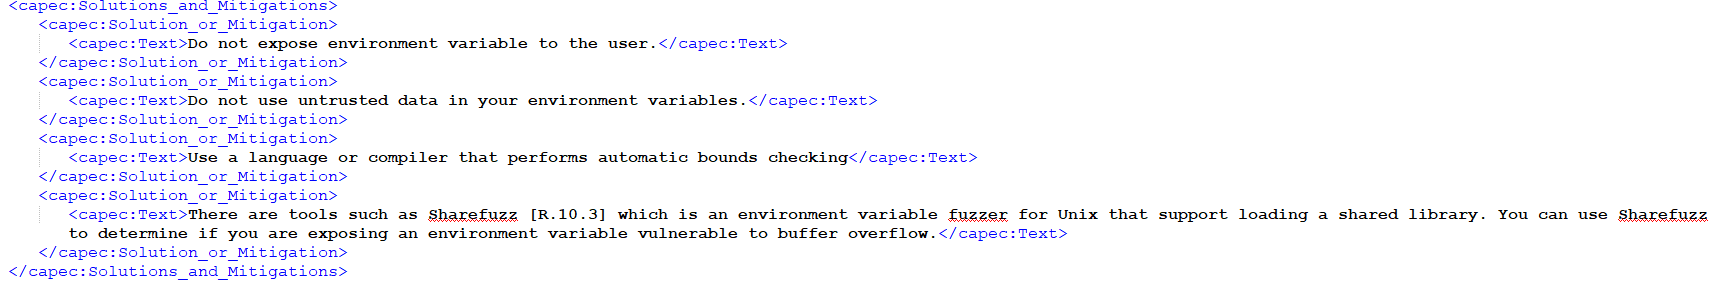 <capec:Solutions_and_Mitigations>
<capec:Solution_or_Mitigation>
<capec:Text>Do not expose environment variable to the user.</capec:Text>
</capec:Solution_or_Mitigation>
<capec:Solution_or_Mitigation>
<capec:Text>Do not use untrusted data in your environment variables.</capec:Text>
</capec:Solution_or_Mitigation>
<capec:Solution_or_Mitigation>
<capec:Text>Use a language or compiler that performs automatic bounds checking</capec:Text>
</capec:Solution_or_Mitigation>
<capec:Solution_or_Mitigation>
<capec:Text>There are tools such as Sharefuzz [R.10.3] which is an environment variable fuzzer for Unix that support loading a shared library. You can use Sharefuzz
to determine if you are exposing an environment variable vulnerable to buffer overflow.</capec:Text>
</capec:Solution_or_Mitigation>
</capec:Solutions_and_Mitigations>